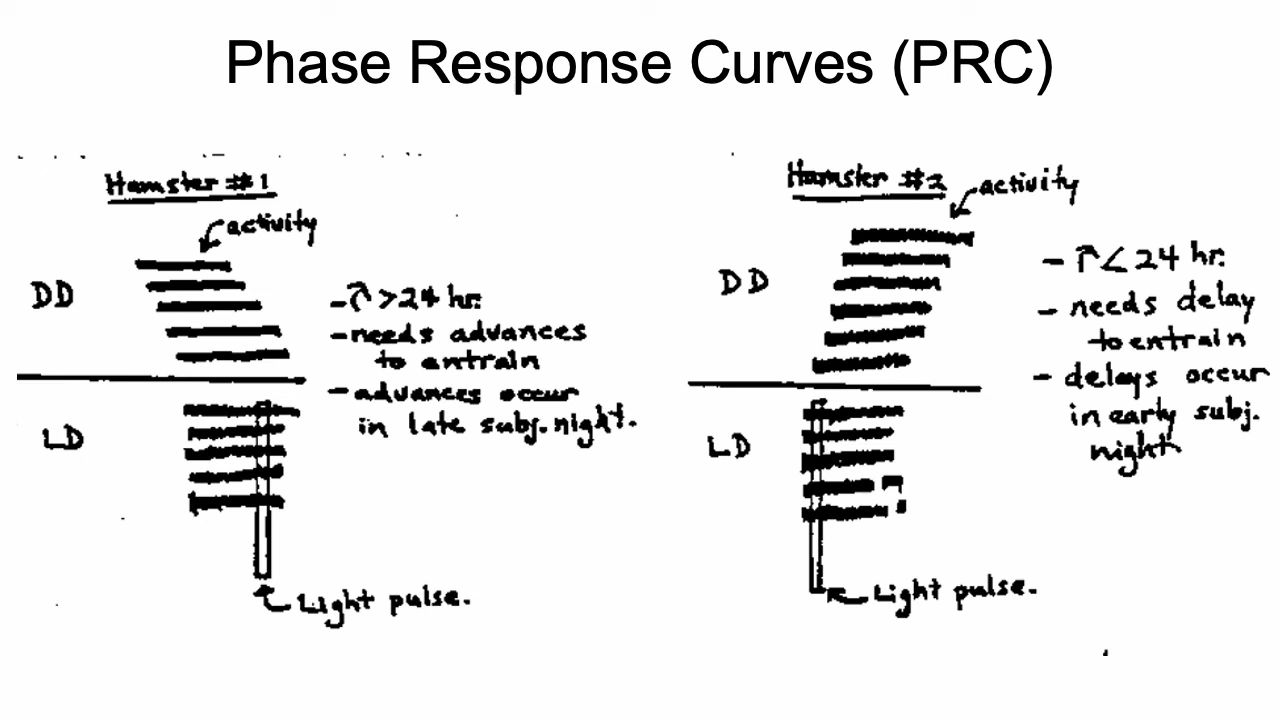 Phase Response Curves (PRC)
Hamster #1
activity
DD
- τ > 24 hr.
- needs advances
to entrain
- advances occur
in late subj. night.
LD
Light pulse.
Hamster #2
activity
DD
- τ < 24 hr.
- needs delay
to entrain
- delays occur
in early subj.
night
LD
Light pulse.